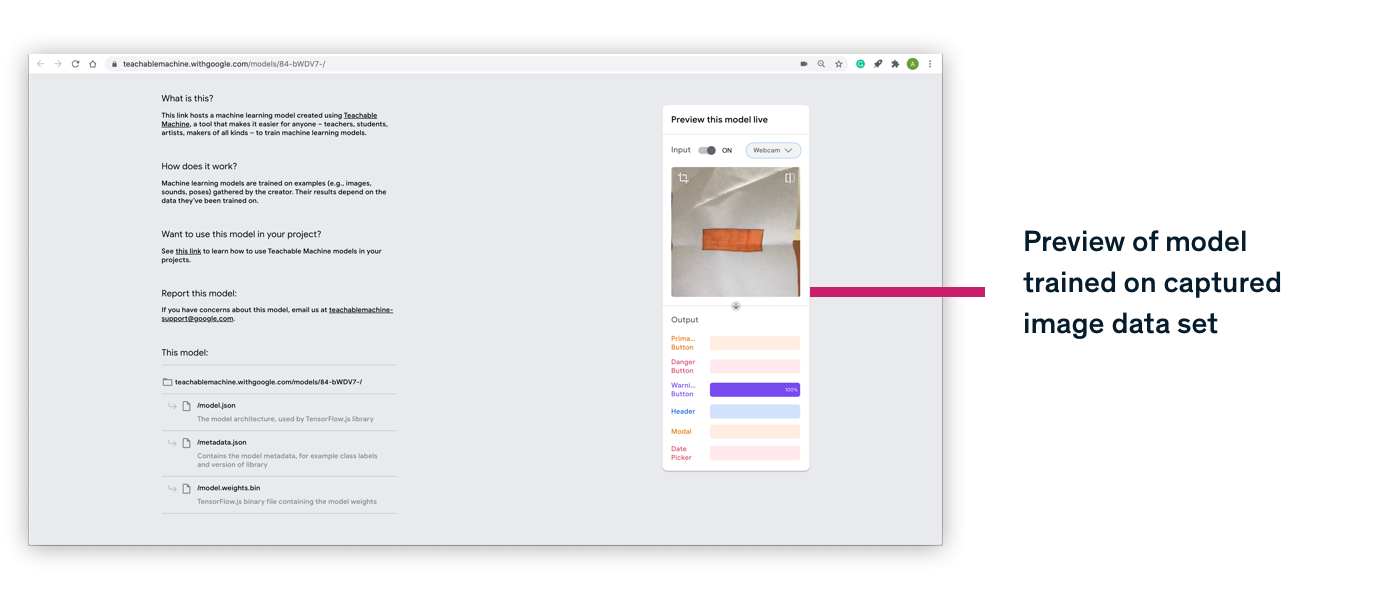 teachablemachine.withgoogle.com/models/84-bWDV7-/
A
What is this?
This link hosts a machine learning model created using Teachable
Machine, a tool that makes it easier for anyone – teachers, students,
artists, makers of all kinds – to train machine learning models.
How does it work?
Machine learning models are trained on examples (e.g., images,
sounds, poses) gathered by the creator. Their results depend on the
data they've been trained on.
Want to use this model in your project?
See this link to learn how to use Teachable Machine models in your
projects.
Report this model:
If you have concerns about this model, email us at teachablemachine-
support@google.com.
This model:
teachablemachine.withgoogle.com/models/84-bWDV7-/
/model.json
The model architecture, used by TensorFlow.js library
/metadata.json
Contains the model metadata, for example class labels
and version of library
/model.weights.bin
TensorFlow.js binary file containing the model weights
Preview this model live
Input ON Webcam
Output
Prima...
Button
Danger
Button
Warni...
Button
100%
Header
Modal
Date
Picker
Preview of model
trained on captured
image data set